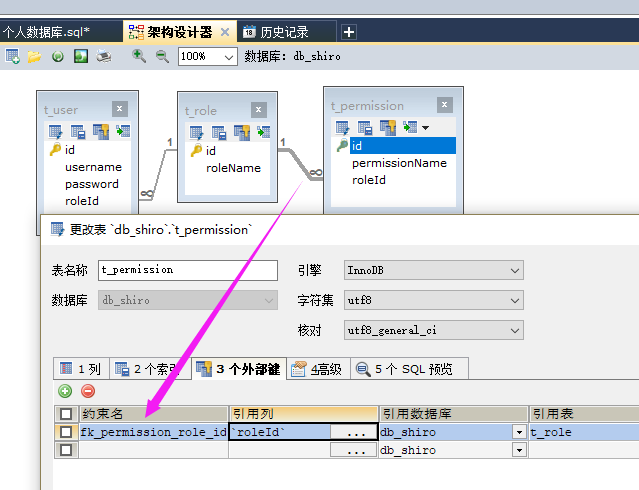 个人数据库.sql* 架构设计器 × 历史记录
100% 数据库: db_shiro
t_user
id
username
password
roleId
1
∞
t_role
id
roleName
1
∞
t_permission
id
permissionName
roleId
更改表 `db_shiro`.`t_permission`
表名称 t_permission 引擎 InnoDB
数据库 db_shiro 字符集 utf8
核对 utf8_general_ci
1 列 2 个索引 3 个外部键 4高级 5 个 SQL 预览
约束名 引用列 引用数据库 引用表
fk_permission_role_id `roleId` ... db_shiro t_role
... db_shiro